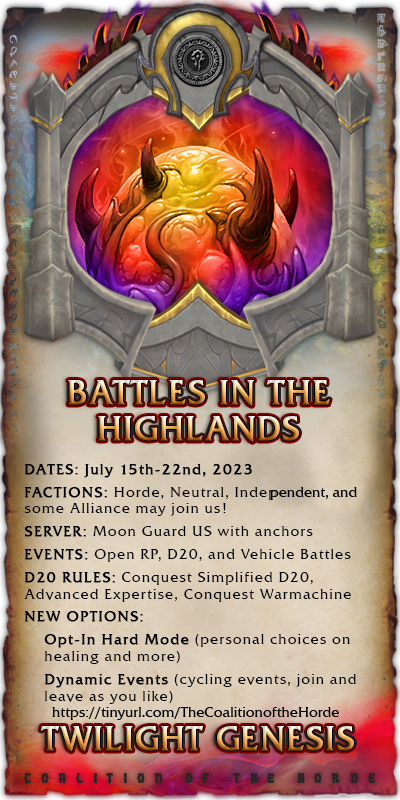 BATTLES IN THE
HIGHLANDS
DATES: July 15th-22nd, 2023
FACTIONS: Horde, Neutral, Independent, and
some Alliance may join us!
SERVER: Moon Guard US with anchors
EVENTS: Open RP, D20, and Vehicle Battles
D20 RULES: Conquest Simplified D20,
Advanced Expertise, Conquest Warmachine
NEW OPTIONS:
Opt-In Hard Mode (personal choices on
healing and more)
Dynamic Events (cycling events, join and
leave as you like)
https://tinyurl.com/TheCoalitionoftheHorde
TWILIGHT GENESIS
COALITION OF THE HORDE